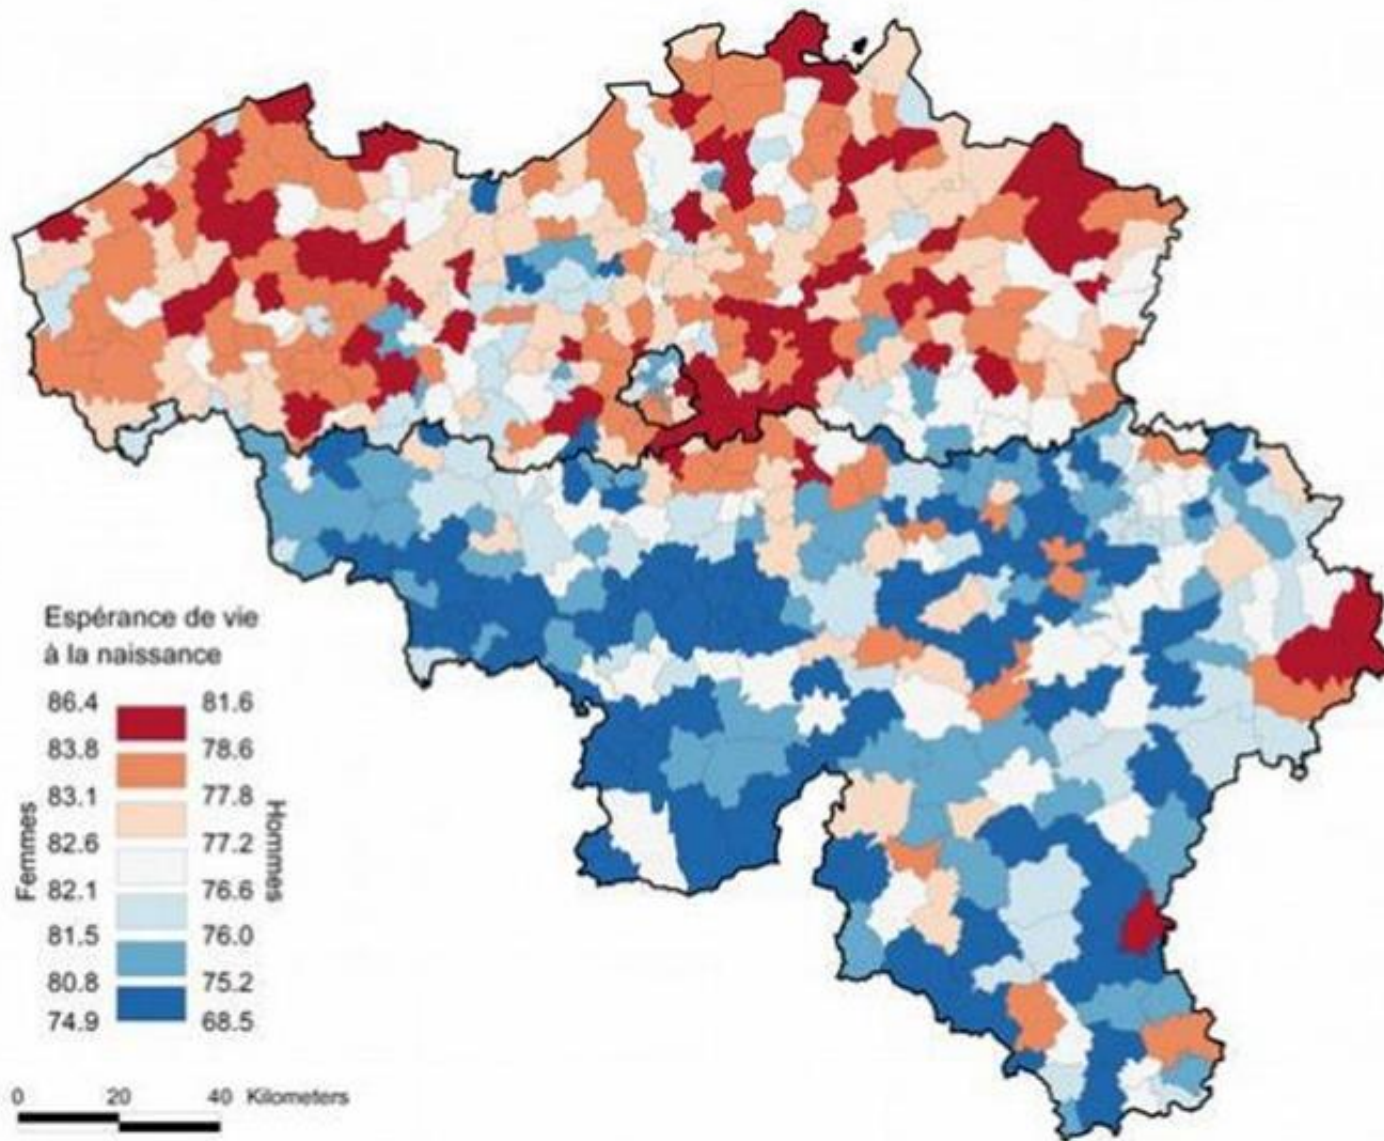 Espérance de vie
à la naissance
86.4 81.6
83.8 78.6
83.1 77.8
82.6 77.2
82.1 76.6
81.5 76.0
80.8 75.2
74.9 68.5
Femmes
Hommes
0 20 40 Kilometers